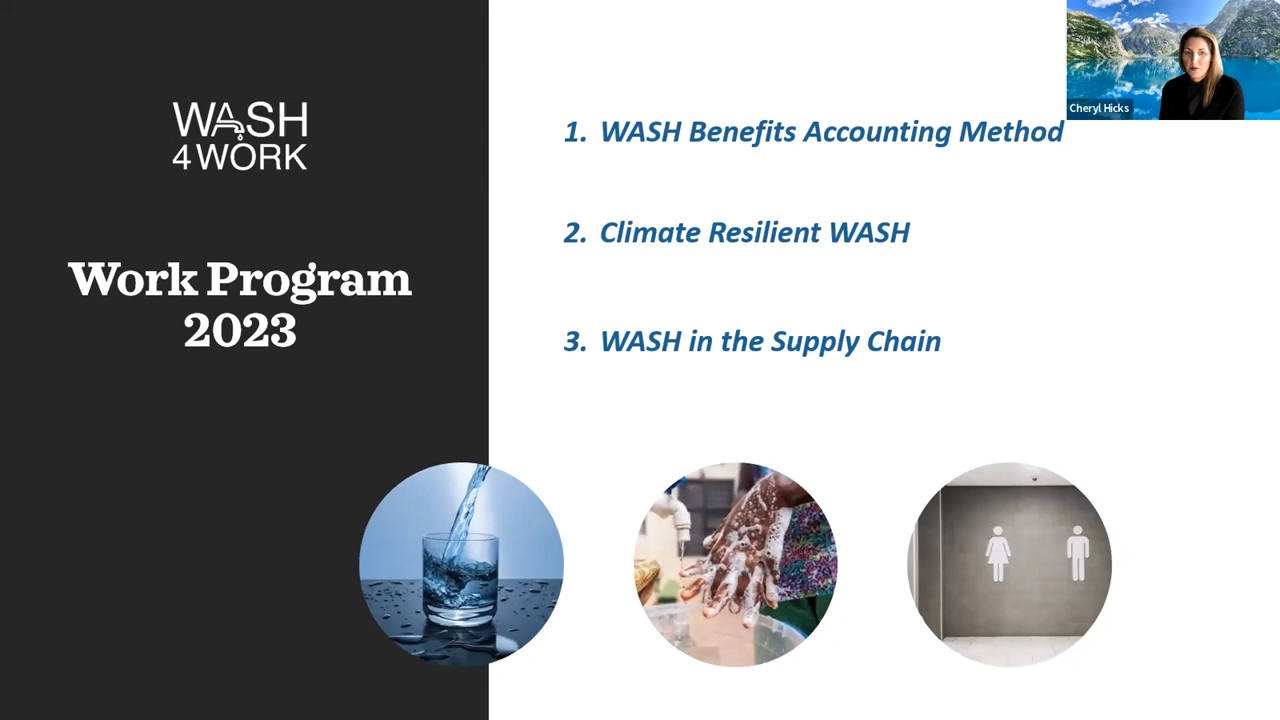 WASH
4WORK
Work Program
2023
1. WASH Benefits Accounting Method
2. Climate Resilient WASH
3. WASH in the Supply Chain
Cheryl Hicks